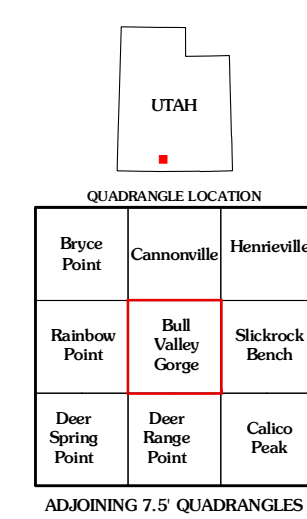 UTAH
QUADRANGLE LOCATION
Bryce
Point
Cannonville
Henrieville
Rainbow
Point
Bull
Valley
Gorge
Slickrock
Bench
Deer
Spring
Point
Deer
Range
Point
Calico
Peak
ADJOINING 7.5' QUADRANGLES